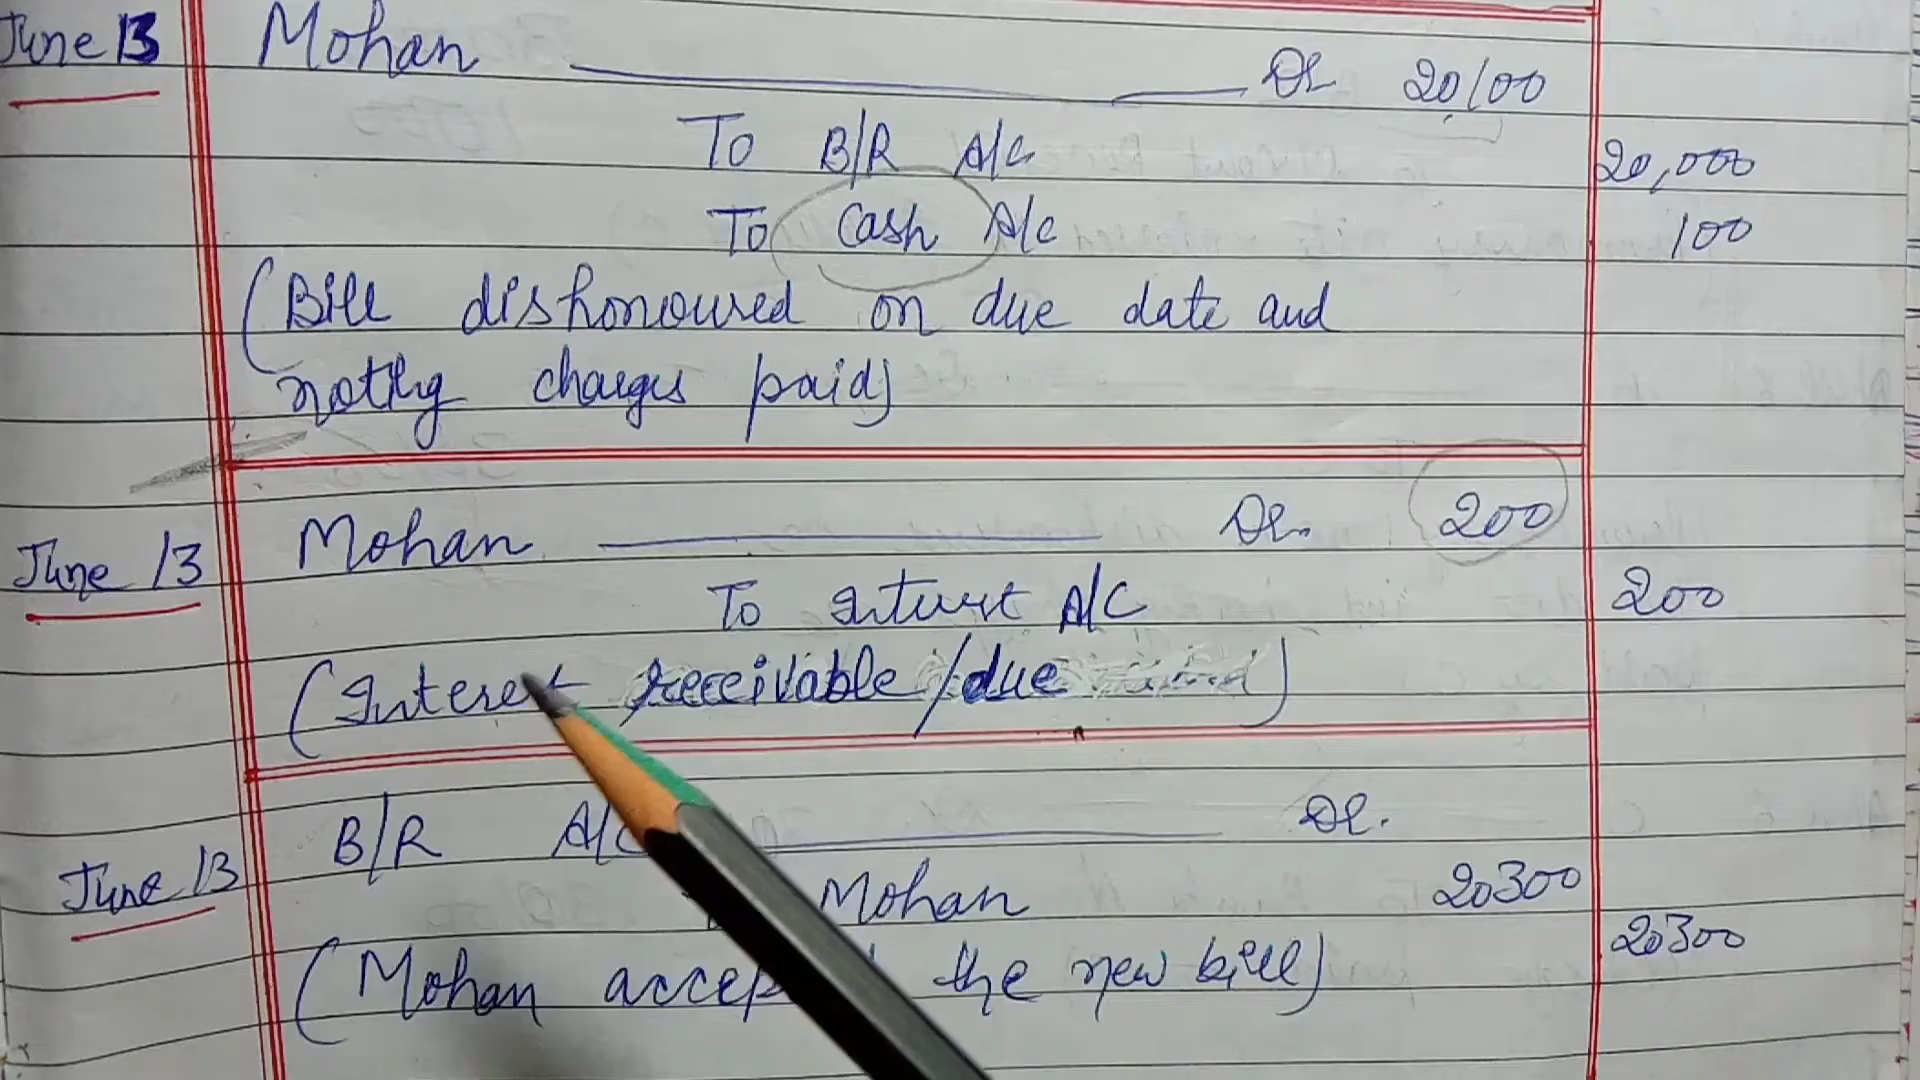 June 13 Mohan Dr 20100
To B/R A/c 20,000
To Cash A/c 100
(Bill dishonoured on due date and
noting charges paid)
June 13 Mohan Dr. 200
To Interest A/C 200
(Interest receivable/due)
June 13 B/R A/C Dr.
Mohan 20300
20300
(Mohan the new bill)